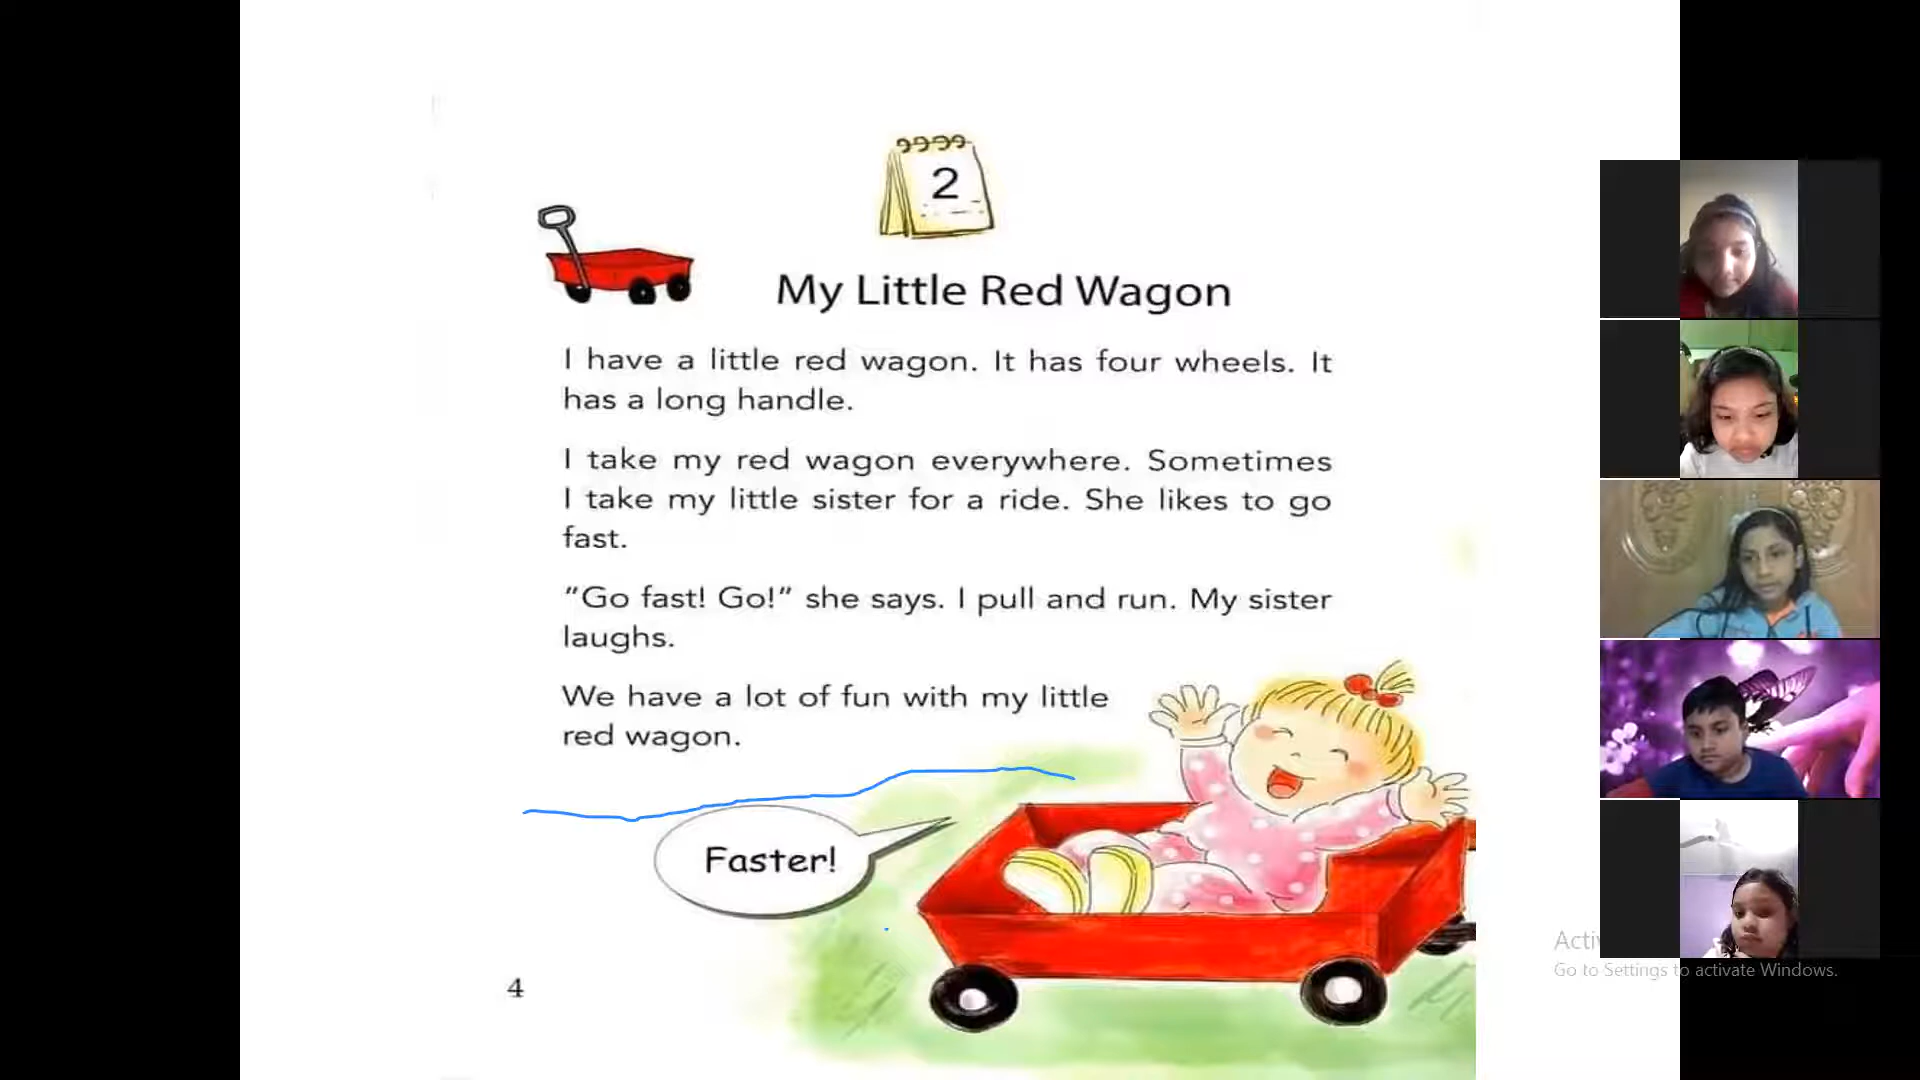 2
My Little Red Wagon
I have a little red wagon. It has four wheels. It
has a long handle.
I take my red wagon everywhere. Sometimes
I take my little sister for a ride. She likes to go
fast.
"Go fast! Go!" she says. I pull and run. My sister
laughs.
We have a lot of fun with my little
red wagon.
Faster!
4
Acti
Go to Settings to activate Windows.